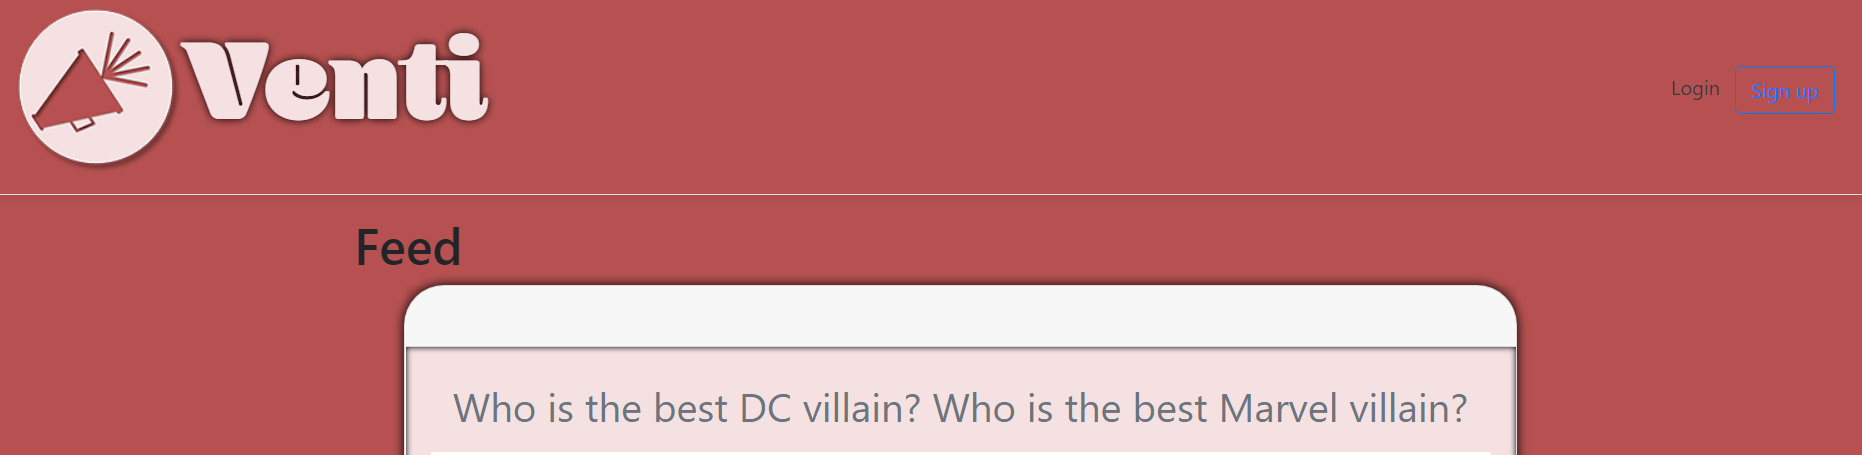 Venti
Login
Sign up
Feed
Who is the best DC villain? Who is the best Marvel villain?